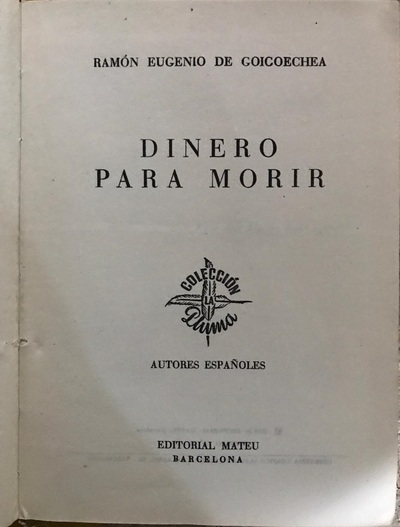 RAMÓN EUGENIO DE GOICOECHEA
DINERO
PARA MORIR
COLECCIÓN
LA
Pluma
AUTORES ESPAÑOLES
EDITORIAL MATEU
BARCELONA